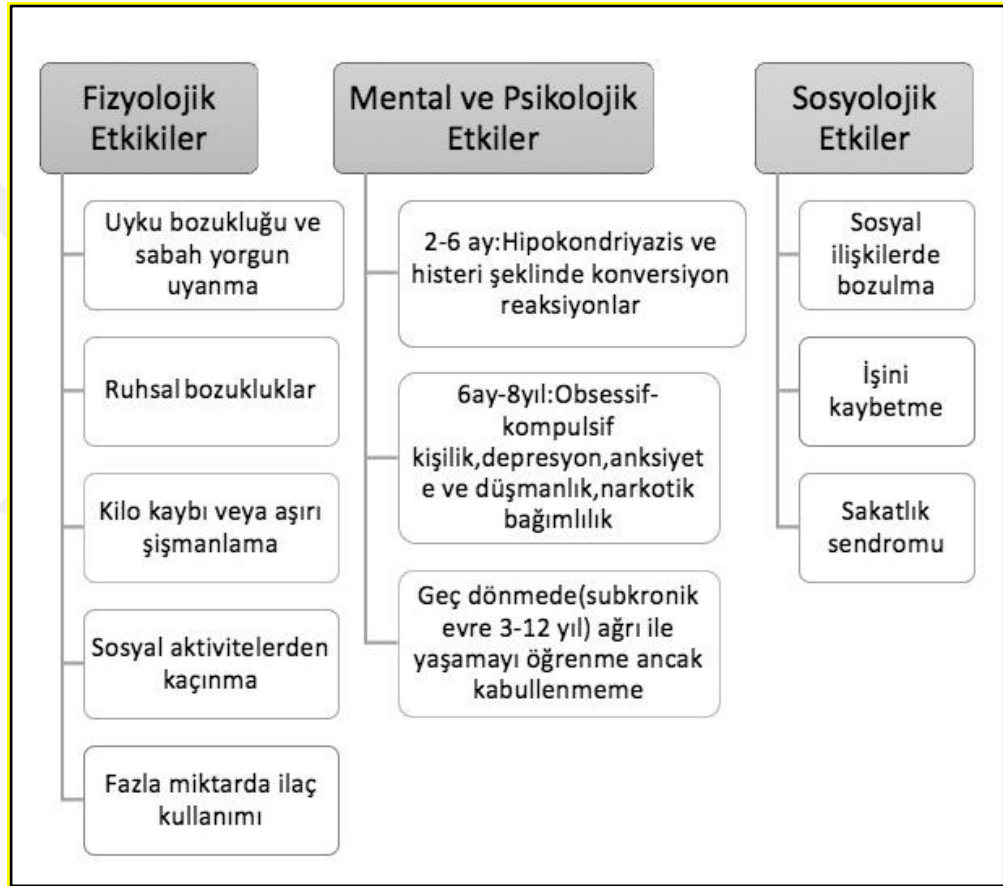 Fizyolojik
Etkikiler
Uyku bozukluğu ve
sabah yorgun
uyanma
Ruhsal bozukluklar
Kilo kaybı veya aşırı
şişmanlama
Sosyal aktivitelerden
kaçınma
Fazla miktarda ilaç
kullanımı
Mental ve Psikolojik
Etkiler
2-6 ay:Hipokondriyazis ve
histeri şeklinde konversiyon
reaksiyonlar
6ay-8yıl:Obsessif-
kompulsif
kişilik,depresyon,anksiyet
e ve düşmanlık,narkotik
bağımlılık
Geç dönmede(subkronik
evre 3-12 yıl) ağrı ile
yaşamayı öğrenme ancak
kabullenmeme
Sosyolojik
Etkiler
Sosyal
ilişkilerde
bozulma
İşini
kaybetme
Sakatlık
sendromu